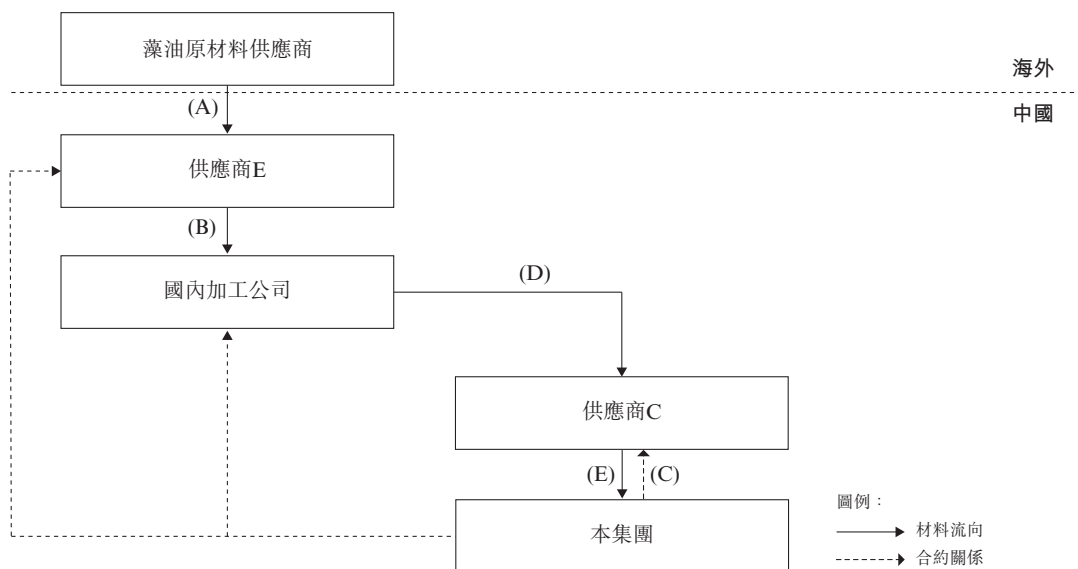 藻油原材料供應商
海外
中國
(A)
供應商E
(B)
國內加工公司
(D)
供應商C
(E)
(C)
本集團
圖例：
材料流向
合約關係